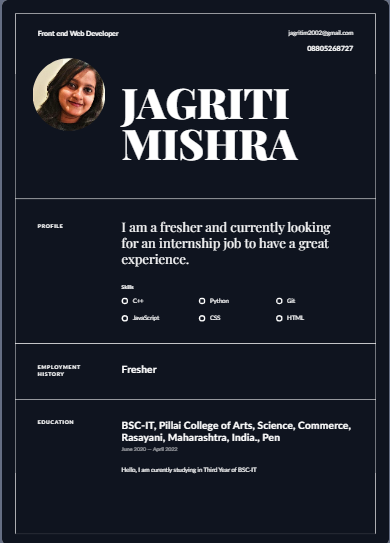 Front end Web Developer
jagritim2002@gmail.com
08805268727
JAGRITI
MISHRA
PROFILE
I am a fresher and currently looking
for an internship job to have a great
experience.
Skills
C++ Python Git
JavaScript CSS HTML
EMPLOYMENT
HISTORY
Fresher
EDUCATION
BSC-IT, Pillai College of Arts, Science, Commerce,
Rasayani, Maharashtra, India., Pen
June 2020 — April 2022
Hello, I am curently studying in Third Year of BSC-IT